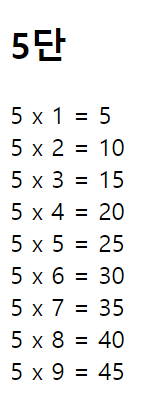 5단
5 x 1 = 5
5 x 2 = 10
5 x 3 = 15
5 x 4 = 20
5 x 5 = 25
5 x 6 = 30
5 x 7 = 35
5 x 8 = 40
5 x 9 = 45